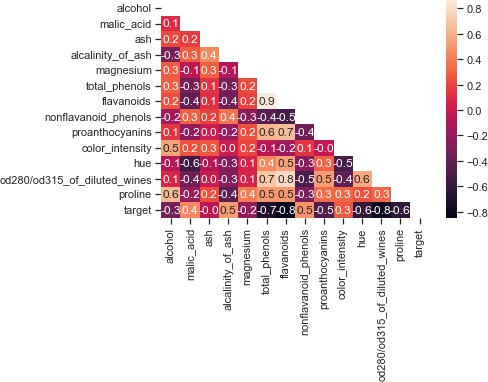 alcohol
malic_acid 0.1
ash 0.2 0.2
alcalinity_of_ash -0.3 0.3 0.4
magnesium 0.3 -0.1 0.3 -0.1
total_phenols 0.3 -0.3 0.1 -0.3 0.2
flavanoids 0.2 -0.4 0.1 -0.4 0.2 0.9
nonflavanoid_phenols -0.2 0.3 0.2 0.4 -0.3 -0.4 -0.5
proanthocyanins 0.1 -0.2 0.0 -0.2 0.2 0.6 0.7 -0.4
color_intensity 0.5 0.2 0.3 0.0 0.2 -0.1 -0.2 0.1 -0.0
hue -0.1 -0.6 -0.1 -0.3 0.1 0.4 0.5 -0.3 0.3 -0.5
od280/od315_of_diluted_wines 0.1 -0.4 0.0 -0.3 0.1 0.7 0.8 -0.5 0.5 -0.4 0.6
proline 0.6 -0.2 0.2 -0.4 0.4 0.5 0.5 -0.3 0.3 0.3 0.2 0.3
target -0.3 0.4 -0.0 0.5 -0.2 -0.7 -0.8 0.5 -0.5 0.3 -0.6 -0.8 -0.6
alcohol
malic_acid
ash
alcalinity_of_ash
magnesium
total_phenols
flavanoids
nonflavanoid_phenols
proanthocyanins
color_intensity
hue
od280/od315_of_diluted_wines
proline
target
0.8
0.6
0.4
0.2
0.0
-0.2
-0.4
-0.6
-0.8